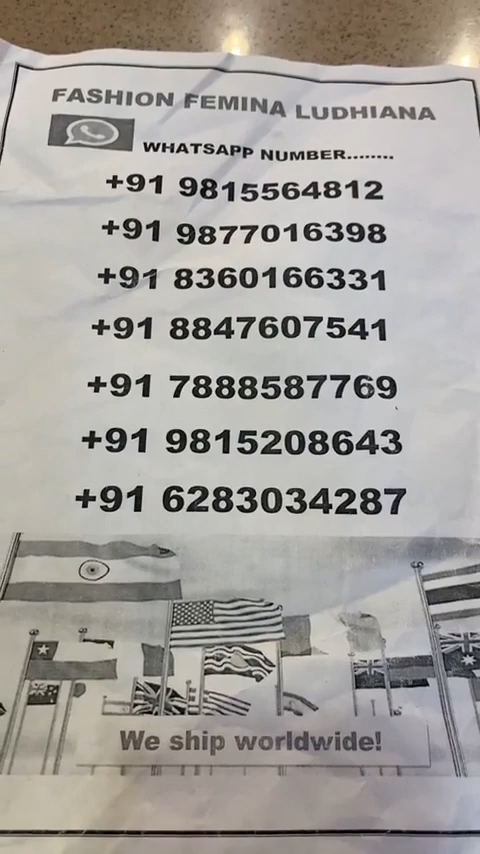 FASHION FEMINA LUDHIANA
WHATSAPP NUMBER........
+91 9815564812
+91 9877016398
+91 8360166331
+91 8847607541
+91 7888587769
+91 9815208643
+91 6283034287
We ship worldwide!